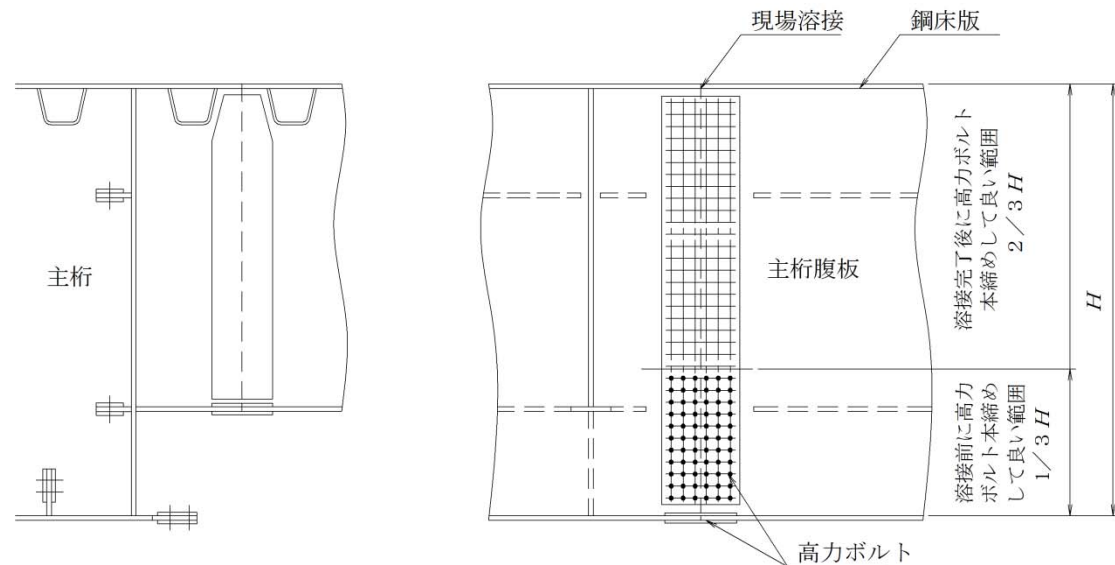 現場溶接
鋼床版
主桁
主桁腹板
溶接完了後に高力ボルト
本締めして良い範囲
2／3H
溶接前に高力
ボルト本締め
して良い範囲
1／3H
H
高力ボルト